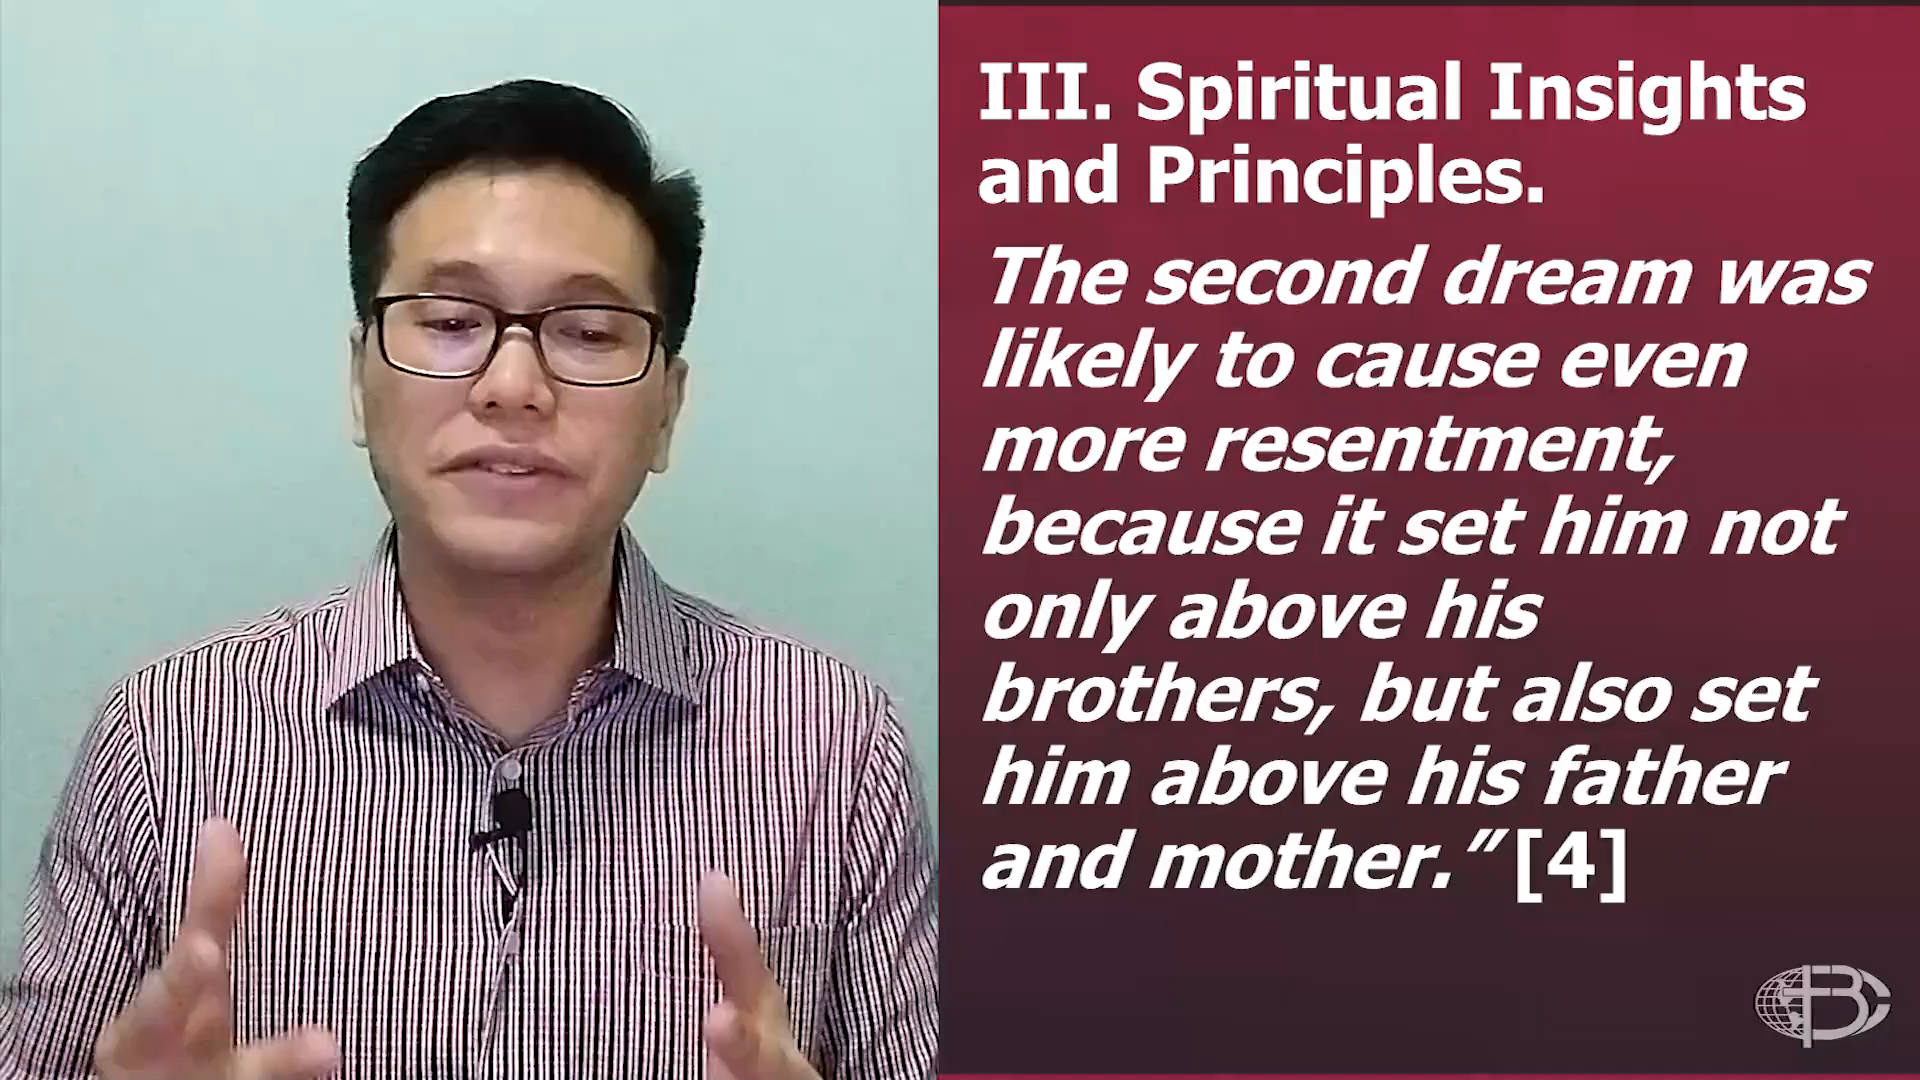 III. Spiritual Insights
and Principles.
The second dream was
likely to cause even
more resentment,
because it set him not
only above his
brothers, but also set
him above his father
and mother.” [4]
BC